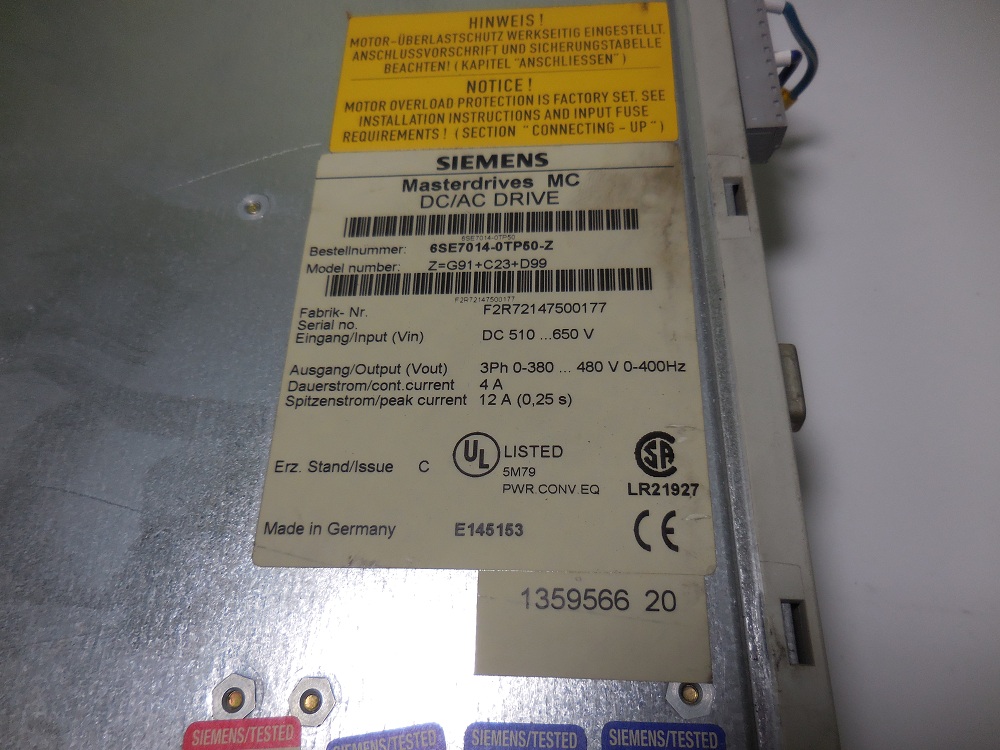 HINWEIS !
MOTOR-ÜBERLASTSCHUTZ WERKSEITIG EINGESTELLT.
ANSCHLUSSVORSCHRIFT UND SICHERUNGSTABELLE
BEACHTEN! ( KAPITEL "ANSCHLIESSEN" )
NOTICE !
MOTOR OVERLOAD PROTECTION IS FACTORY SET. SEE
INSTALLATION INSTRUCTIONS AND INPUT FUSE
REQUIREMENTS ! ( SECTION "CONNECTING - UP" )
SIEMENS
Masterdrives MC
DC/AC DRIVE
6SE7014-0TP50
Bestellnummer: 6SE7014-0TP50-Z
Model number: Z=G91+C23+D99
F2R72147500177
Fabrik- Nr. F2R72147500177
Serial no.
Eingang/Input (Vin) DC 510 ...650 V
Ausgang/Output (Vout) 3Ph 0-380 ... 480 V 0-400Hz
Dauerstrom/cont.current 4 A
Spitzenstrom/peak current 12 A (0,25 s)
Erz. Stand/Issue C
UL LISTED
5M79
PWR CONV EQ
SA
LR21927
Made in Germany E145153
CE
1359566 20
SIEMENS/TESTED
SIEMENS/TESTED
SIEMENS/TESTED
SIEMENS/TESTED